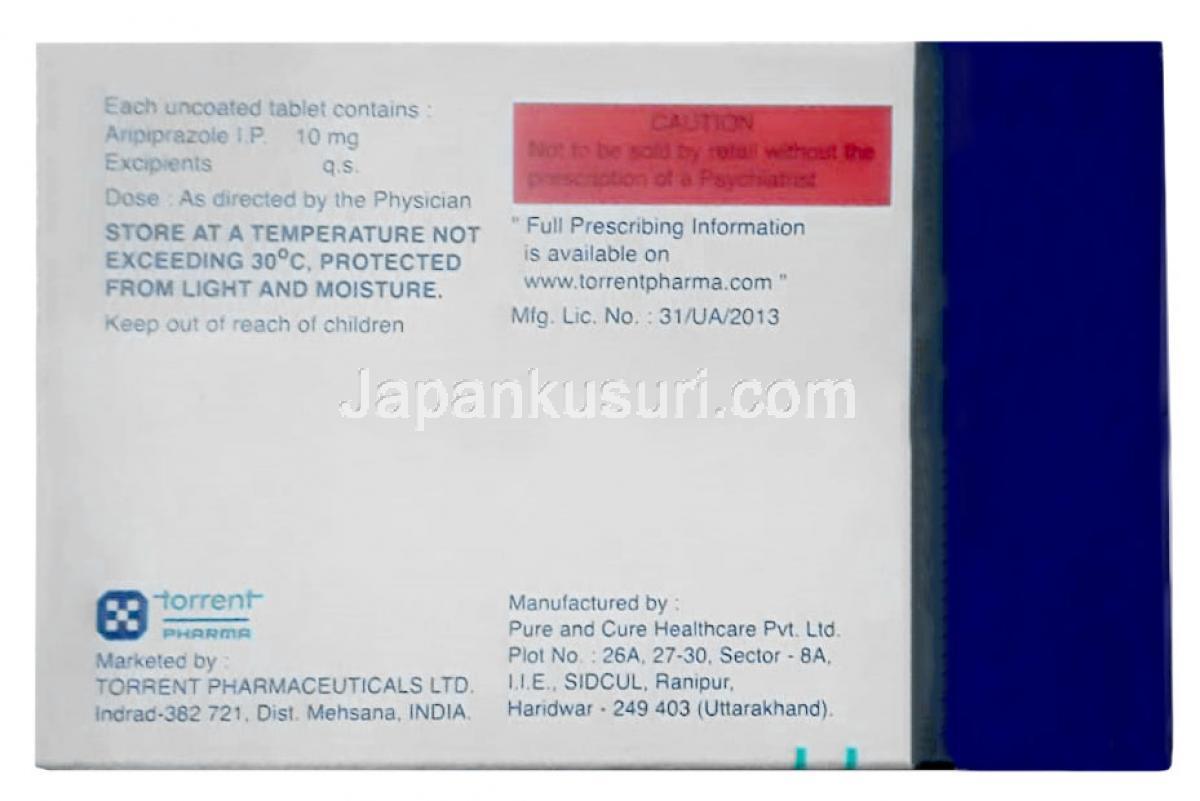 Each uncoated tablet contains :
Aripiprazole I.P. 10 mg
Excipients q.s.
Dose : As directed by the Physician
STORE AT A TEMPERATURE NOT
EXCEEDING 30°C, PROTECTED
FROM LIGHT AND MOISTURE.
Keep out of reach of children
CAUTION
Not to be sold by retail without the
prescription of a Psychiatrist
" Full Prescribing Information
is available on
www.torrentpharma.com "
Mfg. Lic. No. : 31/UA/2013
Japankusuri.com
torrent
PHARMA
Marketed by :
TORRENT PHARMACEUTICALS LTD.
Indrad-382 721, Dist. Mehsana, INDIA.
Manufactured by :
Pure and Cure Healthcare Pvt. Ltd.
Plot No. : 26A, 27-30, Sector - 8A,
I.I.E., SIDCUL, Ranipur,
Haridwar - 249 403 (Uttarakhand).